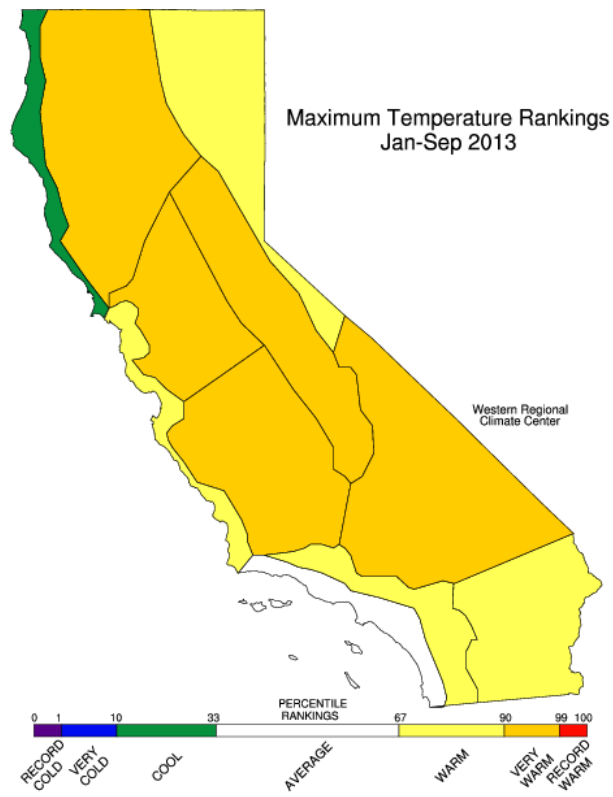 Maximum Temperature Rankings
Jan-Sep 2013
Western Regional
Climate Center
PERCENTILE
RANKINGS
0 1 10 33 67 90 99 100
RECORD
COLD
VERY
COLD
COOL
AVERAGE
WARM
VERY
WARM
RECORD
WARM